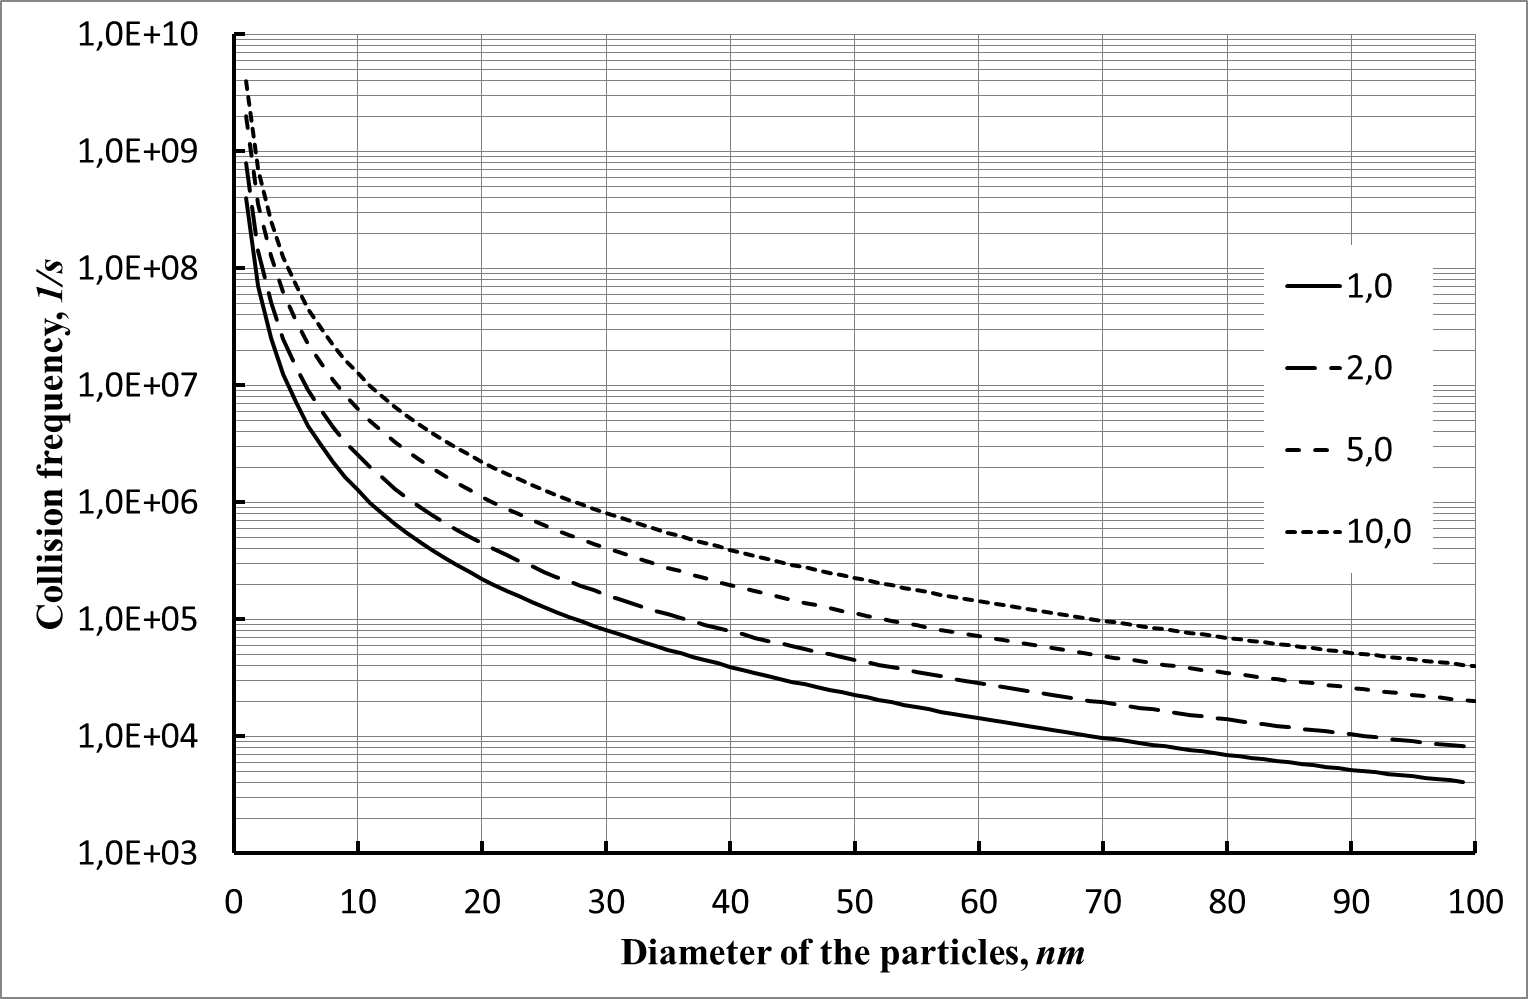 1,0E+10
1,0E+09
1,0E+08
1,0E+07
1,0E+06
1,0E+05
1,0E+04
1,0E+03
Collision frequency, 1/s
1,0
2,0
5,0
10,0
0 10 20 30 40 50 60 70 80 90 100
Diameter of the particles, nm